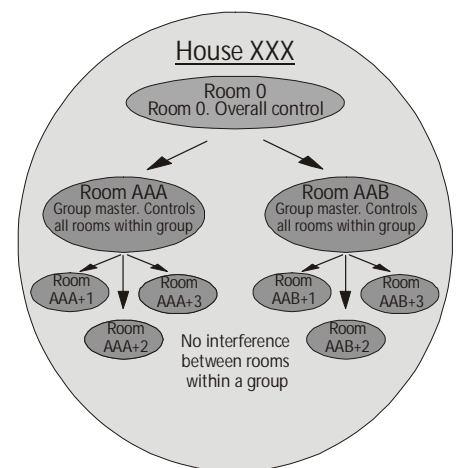 House XXX
Room 0
Room 0. Overall control
Room AAA
Group master. Controls
all rooms within group
Room AAB
Group master. Controls
all rooms within group
Room
AAA+1
Room
AAA+3
Room
AAA+2
Room
AAB+1
Room
AAB+3
Room
AAB+2
No interference
between rooms
within a group